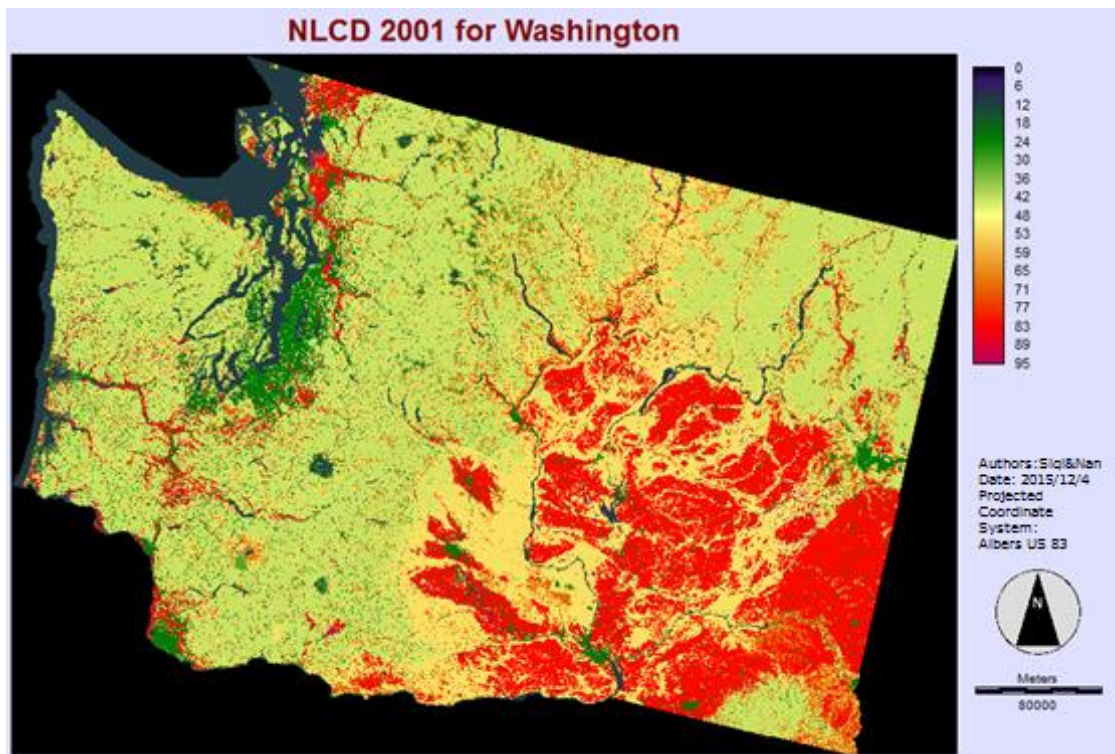 NLCD 2001 for Washington
0
6
12
18
24
30
36
42
48
53
59
65
71
77
83
89
95
Authors:Siqi&Nan
Date: 2015/12/4
Projected
Coordinate
System:
Albers US 83
N
Meters
80000